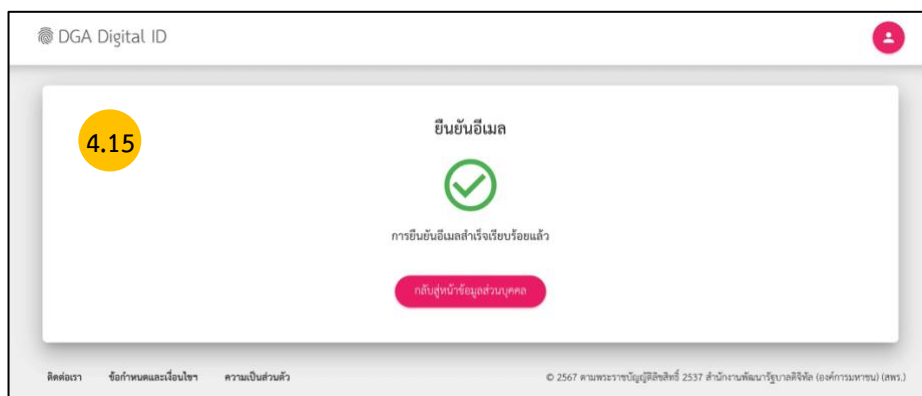 DGA Digital ID
4.15
ยืนยันอีเมล
การยืนยันอีเมลสำเร็จเรียบร้อยแล้ว
กลับสู่หน้าข้อมูลส่วนบุคคล
ติดต่อเรา ข้อกำหนดและเงื่อนไขฯ ความเป็นส่วนตัว © 2567 ตามพระราชบัญญัติลิขสิทธิ์ 2537 สำนักงานพัฒนารัฐบาลดิจิทัล (องค์การมหาชน) (สพร.)